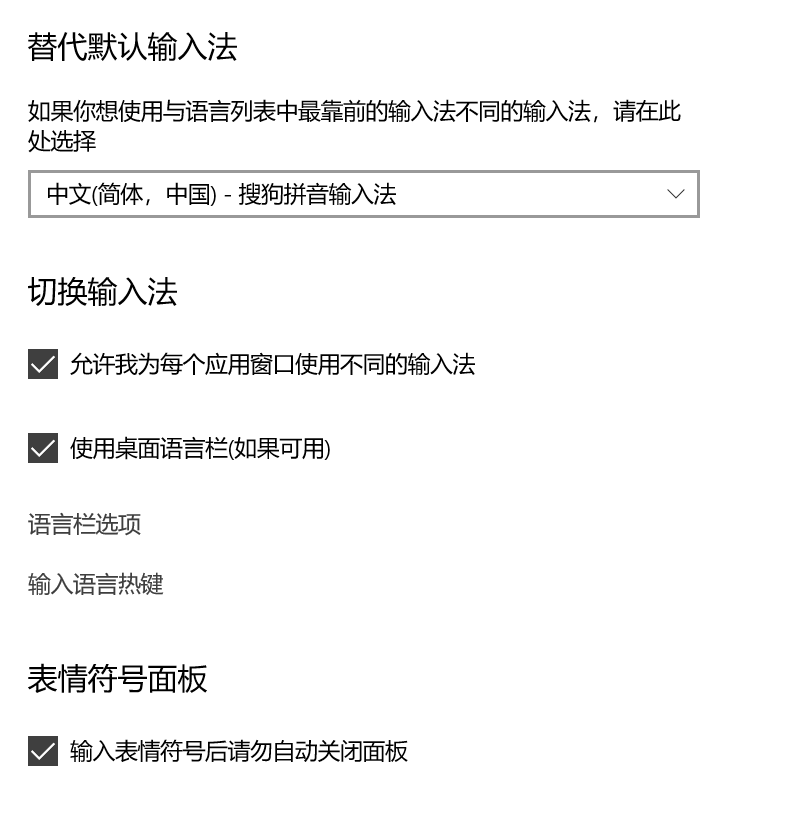 替代默认输入法
如果你想使用与语言列表中最靠前的输入法不同的输入法，请在此
处选择
中文(简体，中国) - 搜狗拼音输入法
切换输入法
允许我为每个应用窗口使用不同的输入法
使用桌面语言栏(如果可用)
语言栏选项
输入语言热键
表情符号面板
输入表情符号后请勿自动关闭面板